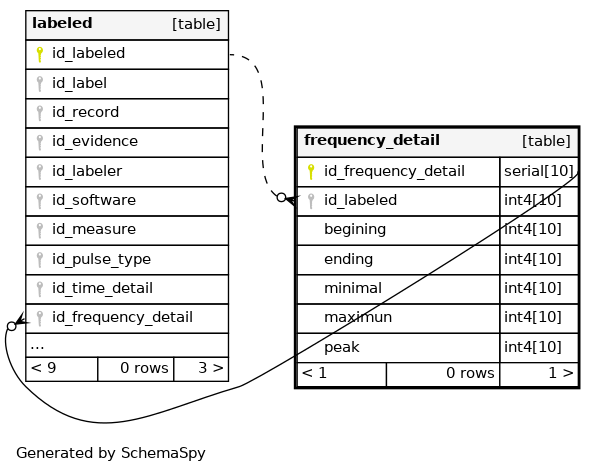 labeled [table]
id_labeled
id_label
id_record
id_evidence
id_labeler
id_software
id_measure
id_pulse_type
id_time_detail
id_frequency_detail
...
< 9 0 rows 3 >
frequency_detail [table]
id_frequency_detail serial[10]
id_labeled int4[10]
begining int4[10]
ending int4[10]
minimal int4[10]
maximun int4[10]
peak int4[10]
< 1 0 rows 1 >
Generated by SchemaSpy